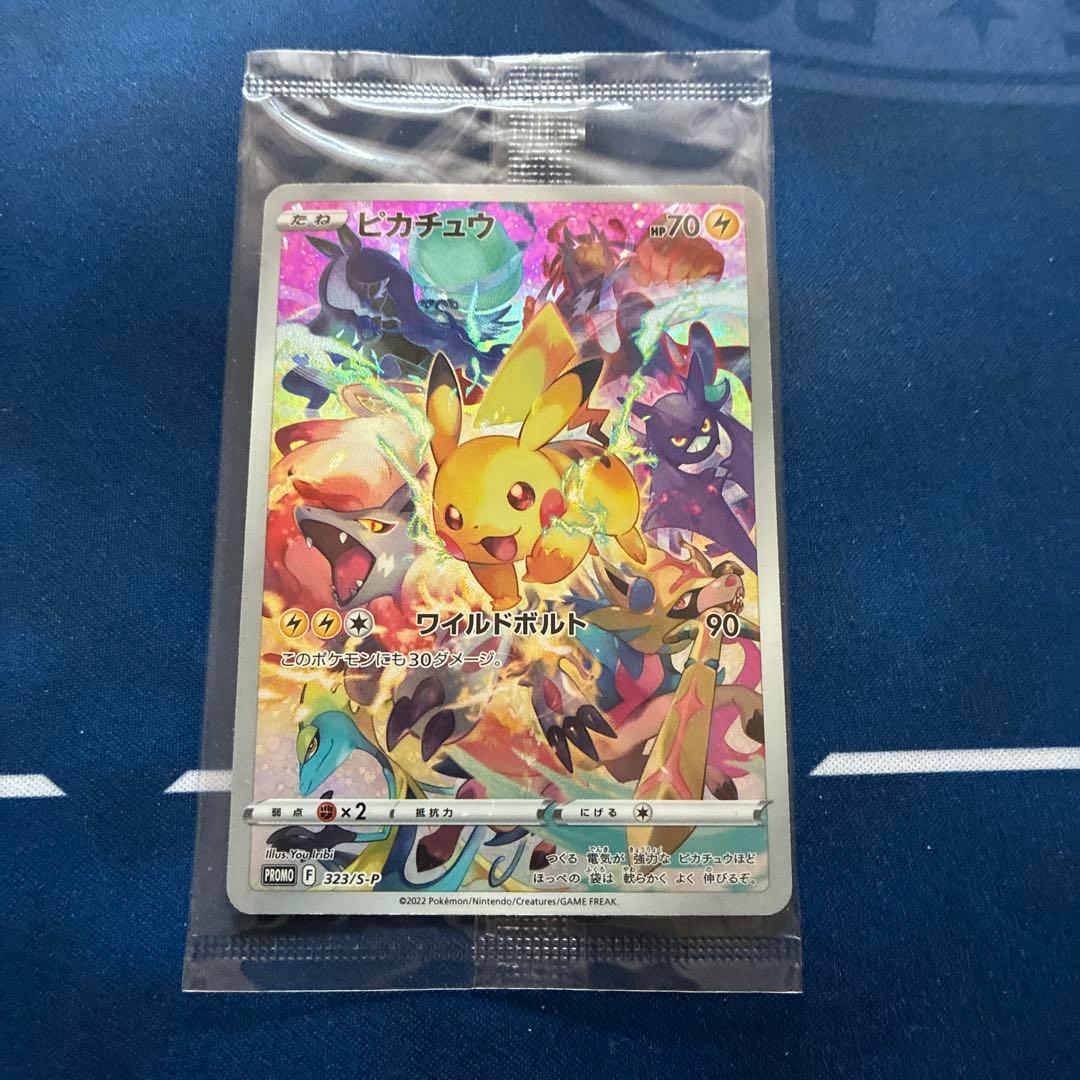 たね ピカチュウ HP70
ワイルドボルト 90
このポケモンにも30ダメージ。
弱点 ×2 抵抗力 にげる
Illus. You Iribi
つくる 電気が 強力な ピカチュウほど
ほっぺの 袋は 軟らかく よく 伸びるぞ。
PROMO F 323/S-P
©2022 Pokémon/Nintendo/Creatures/GAME FREAK.